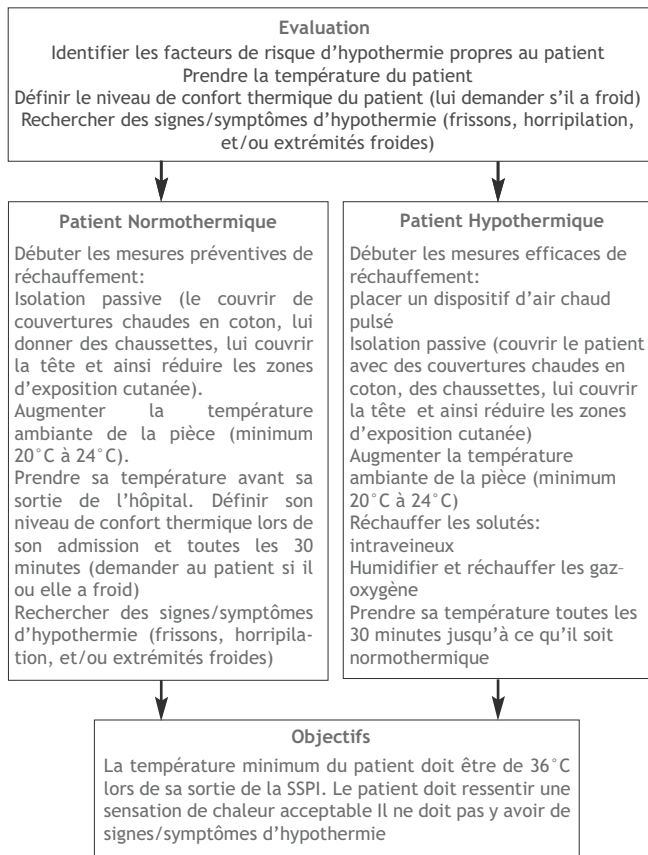 Evaluation
Identifier les facteurs de risque d’hypothermie propres au patient
Prendre la température du patient
Définir le niveau de confort thermique du patient (lui demander s’il a froid)
Rechercher des signes/symptômes d’hypothermie (frissons, horripilation,
et/ou extrémités froides)
Patient Normothermique
Débuter les mesures préventives de
réchauffement:
Isolation passive (le couvrir de
couvertures chaudes en coton, lui
donner des chaussettes, lui couvrir
la tête et ainsi réduire les zones
d’exposition cutanée).
Augmenter la température
ambiante de la pièce (minimum
20°C à 24°C).
Prendre sa température avant sa
sortie de l’hôpital. Définir son
niveau de confort thermique lors de
son admission et toutes les 30
minutes (demander au patient si il
ou elle a froid)
Rechercher des signes/symptômes
d’hypothermie (frissons, horripila-
tion, et/ou extrémités froides)
Patient Hypothermique
Débuter les mesures efficaces de
réchauffement:
placer un dispositif d’air chaud
pulsé
Isolation passive (couvrir le patient
avec des couvertures chaudes en
coton, des chaussettes, lui couvrir
la tête et ainsi réduire les zones
d’exposition cutanée)
Augmenter la température
ambiante de la pièce (minimum
20°C à 24°C)
Réchauffer les solutés:
intraveineux
Humidifier et réchauffer les gaz-
oxygène
Prendre sa température toutes les
30 minutes jusqu’à ce qu’il soit
normothermique
Objectifs
La température minimum du patient doit être de 36°C
lors de sa sortie de la SSPI. Le patient doit ressentir une
sensation de chaleur acceptable Il ne doit pas y avoir de
signes/symptômes d’hypothermie